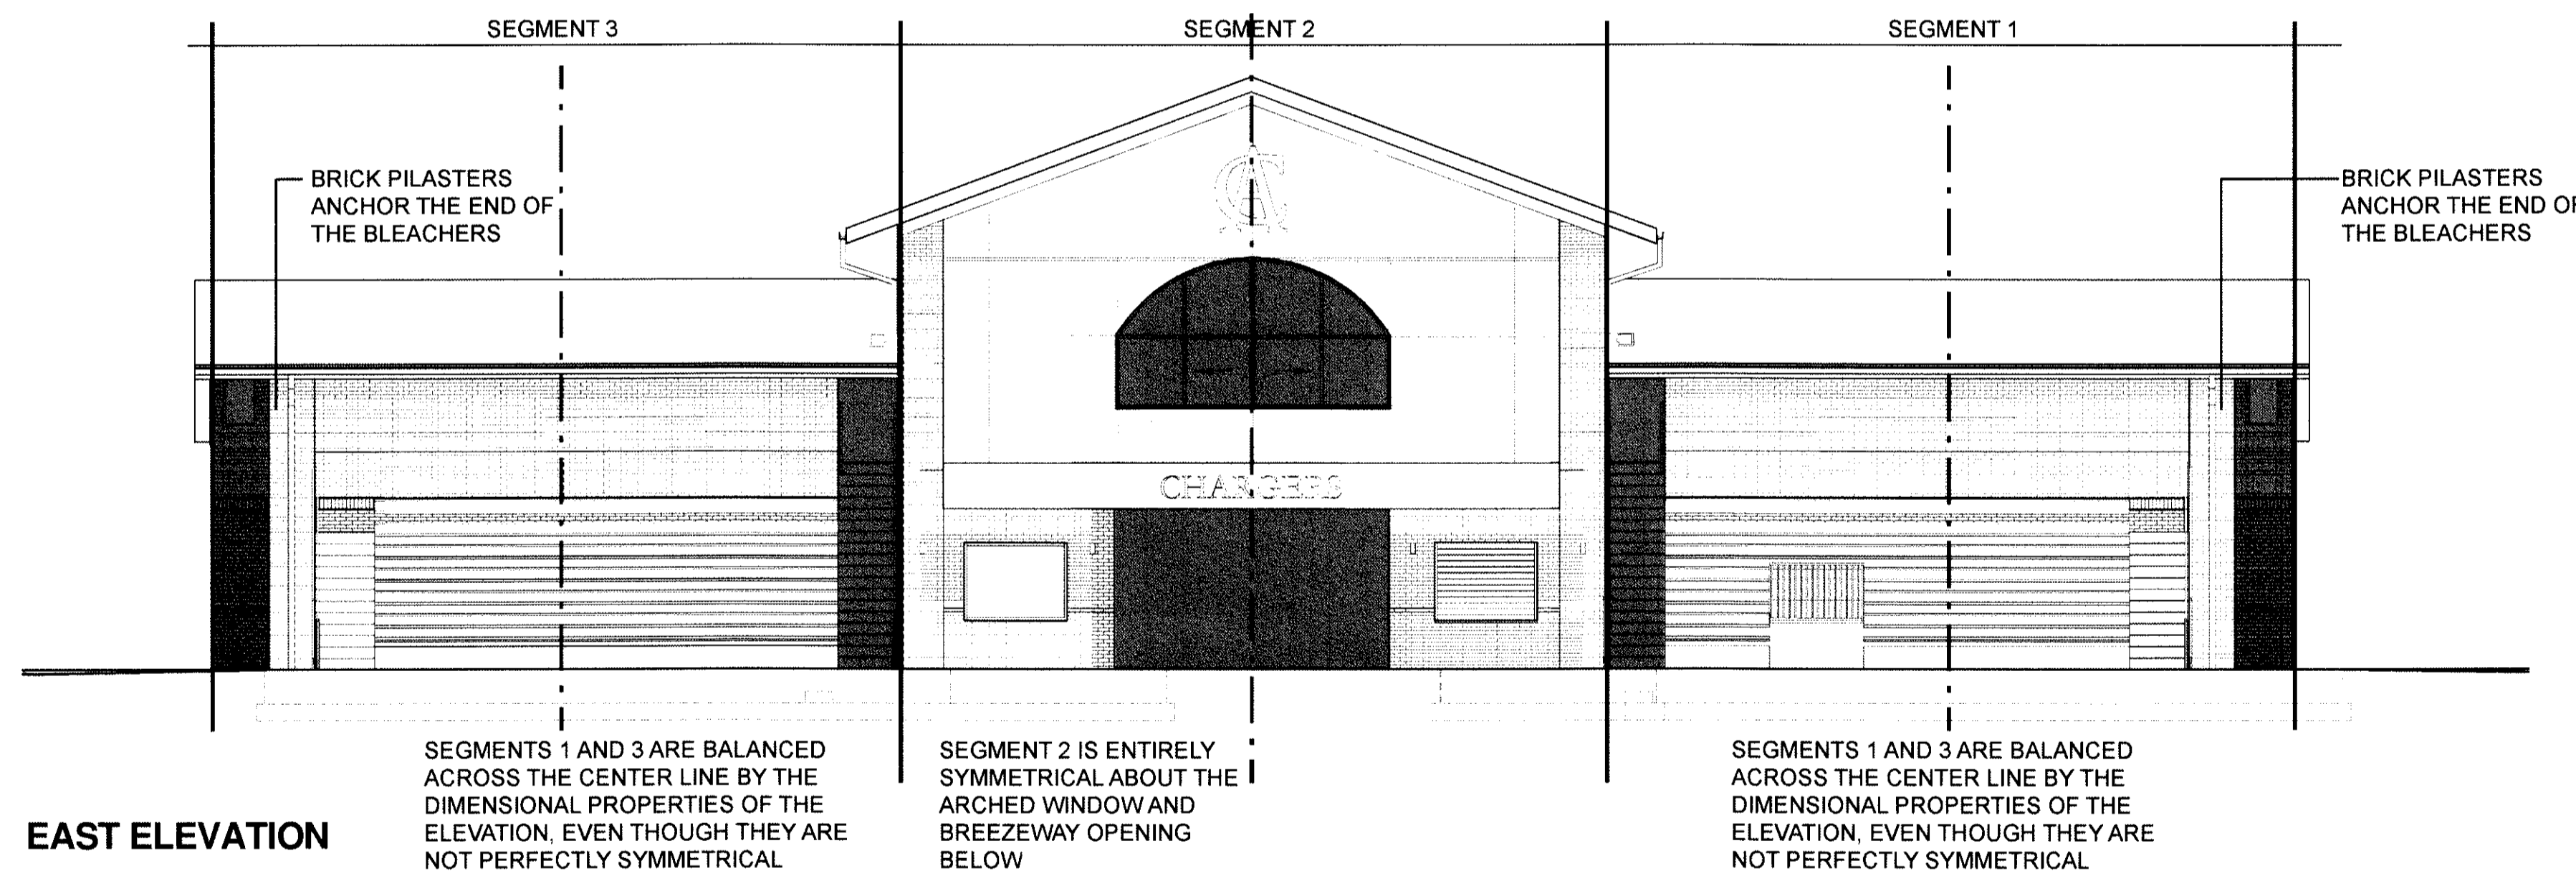 SEGMENT 3
SEGMENT 2
SEGMENT 1
BRICK PILASTERS
ANCHOR THE END OF
THE BLEACHERS
BRICK PILASTERS
ANCHOR THE END OF
THE BLEACHERS
CHARGERS
SEGMENTS 1 AND 3 ARE BALANCED
ACROSS THE CENTER LINE BY THE
DIMENSIONAL PROPERTIES OF THE
ELEVATION, EVEN THOUGH THEY ARE
NOT PERFECTLY SYMMETRICAL
SEGMENT 2 IS ENTIRELY
SYMMETRICAL ABOUT THE
ARCHED WINDOW AND
BREEZEWAY OPENING
BELOW
SEGMENTS 1 AND 3 ARE BALANCED
ACROSS THE CENTER LINE BY THE
DIMENSIONAL PROPERTIES OF THE
ELEVATION, EVEN THOUGH THEY ARE
NOT PERFECTLY SYMMETRICAL
EAST ELEVATION